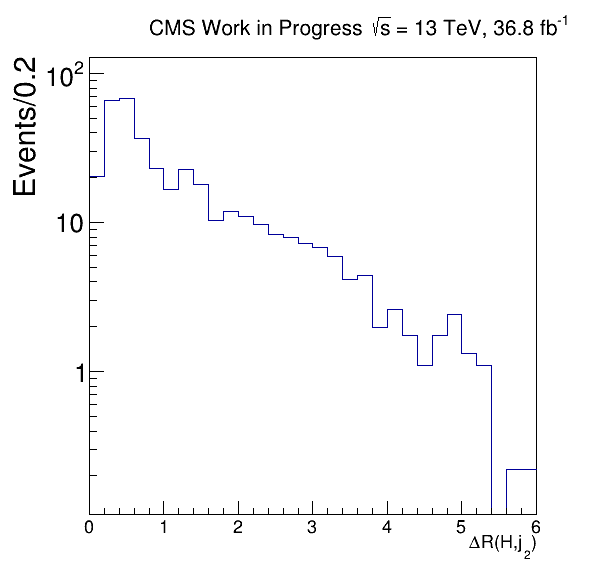 CMS Work in Progress √s = 13 TeV, 36.8 fb⁻¹
Events/0.2
10²
10
1
0 1 2 3 4 5 6
ΔR(H,j₂)